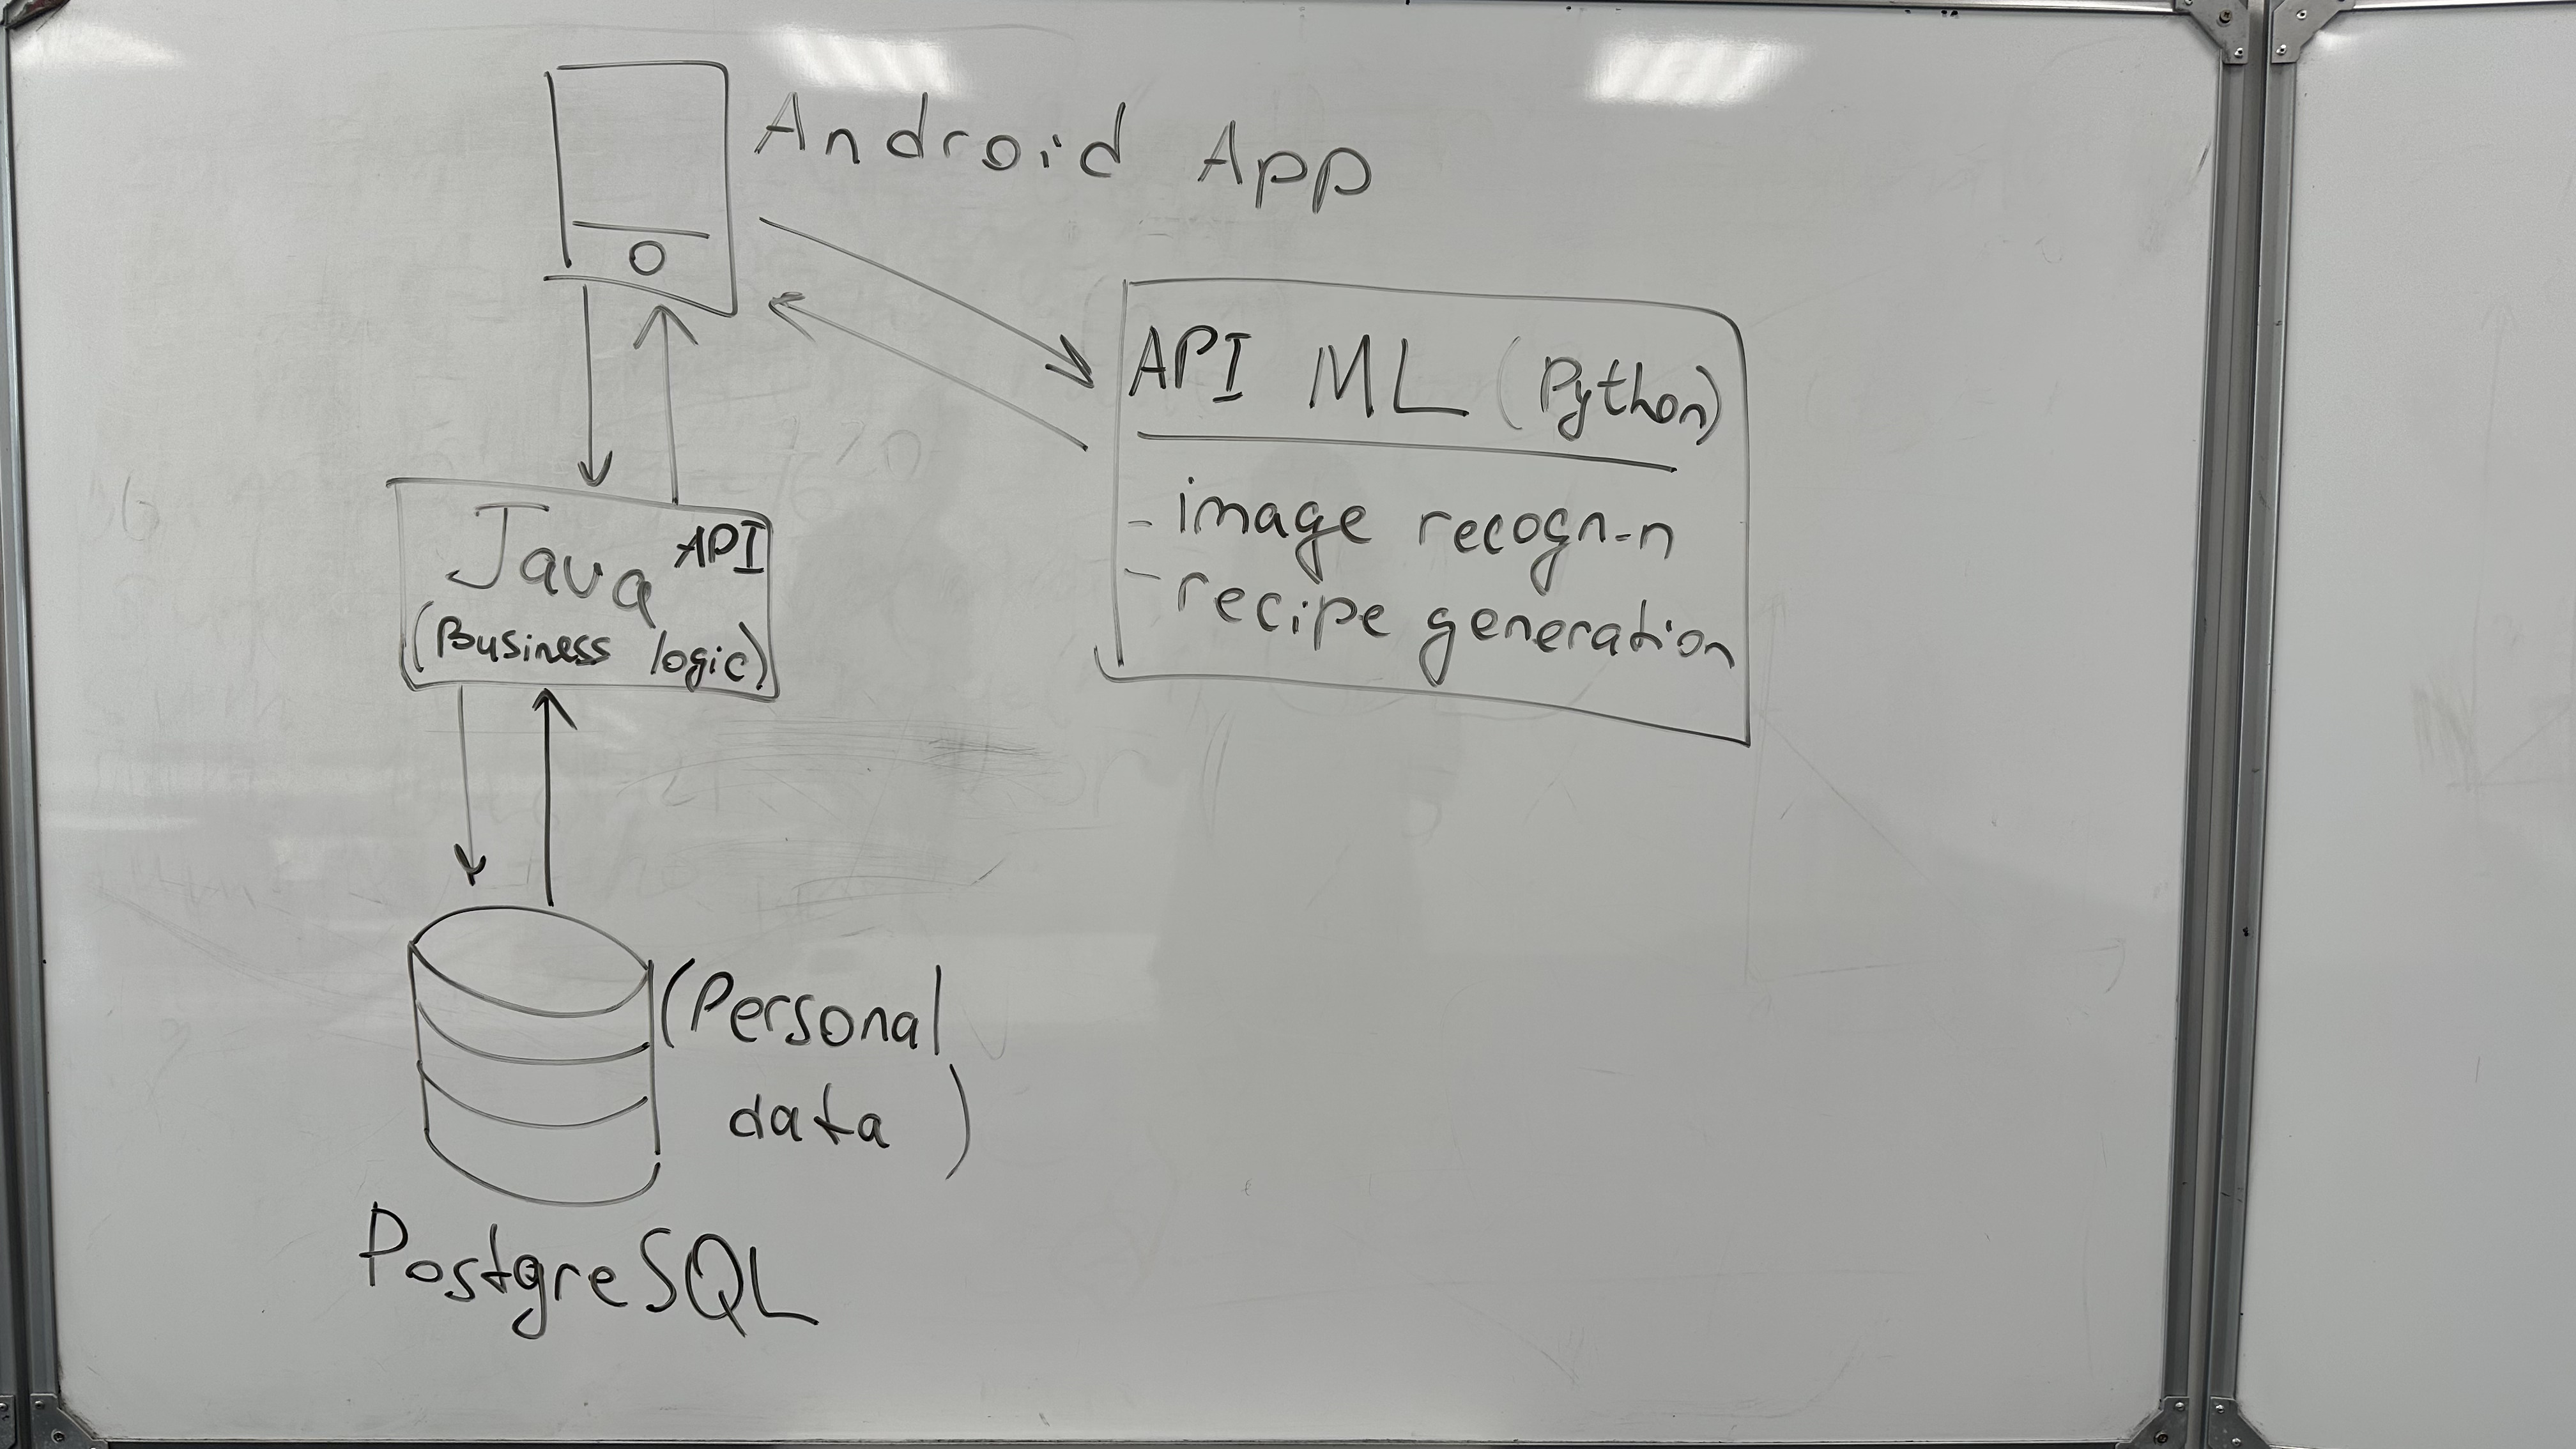 Android App
API ML (Python)
- image recogn-n
- recipe generation
Java API
(Business logic)
(Personal
data)
PostgreSQL